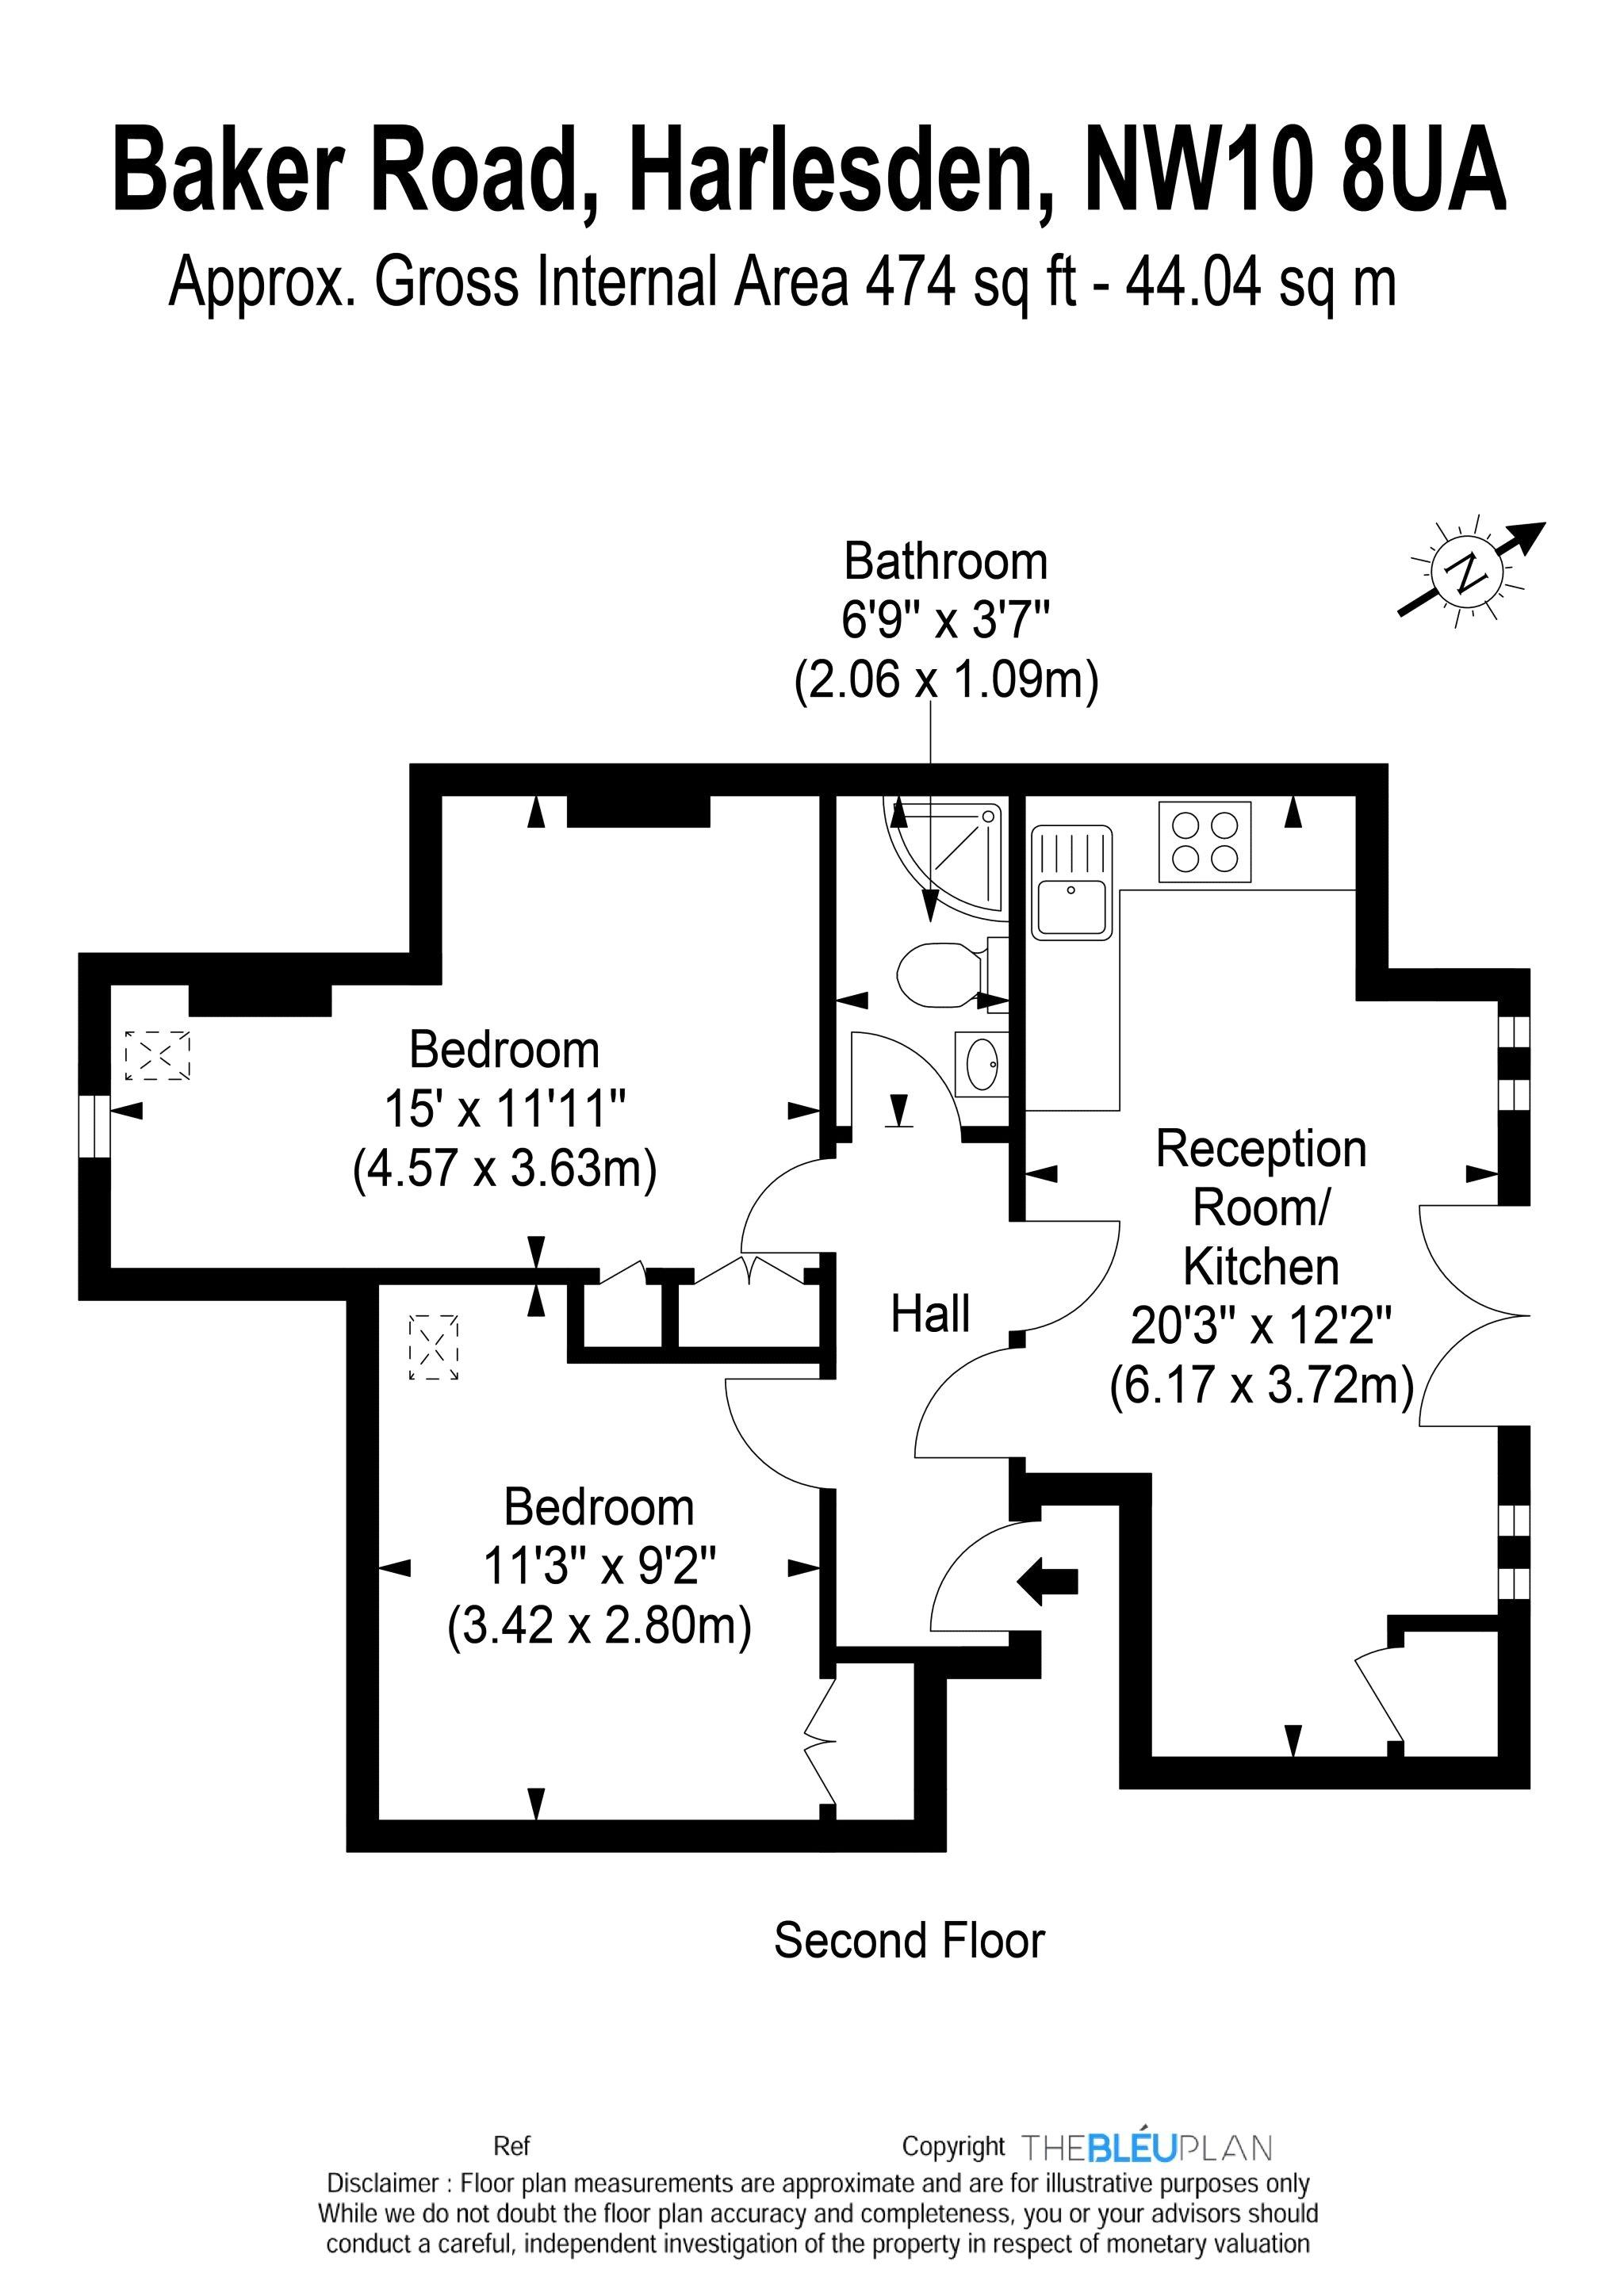 Baker Road, Harlesden, NW10 8UA
Approx. Gross Internal Area 474 sq ft - 44.04 sq m
N
Bathroom
6'9" x 3'7"
(2.06 x 1.09m)
Bedroom
15' x 11'11"
(4.57 x 3.63m)
Reception
Room/
Kitchen
20'3" x 12'2"
(6.17 x 3.72m)
Hall
Bedroom
11'3" x 9'2"
(3.42 x 2.80m)
Second Floor
Ref
Copyright THEBLÉUPLAN
Disclaimer : Floor plan measurements are approximate and are for illustrative purposes only
While we do not doubt the floor plan accuracy and completeness, you or your advisors should
conduct a careful, independent investigation of the property in respect of monetary valuation